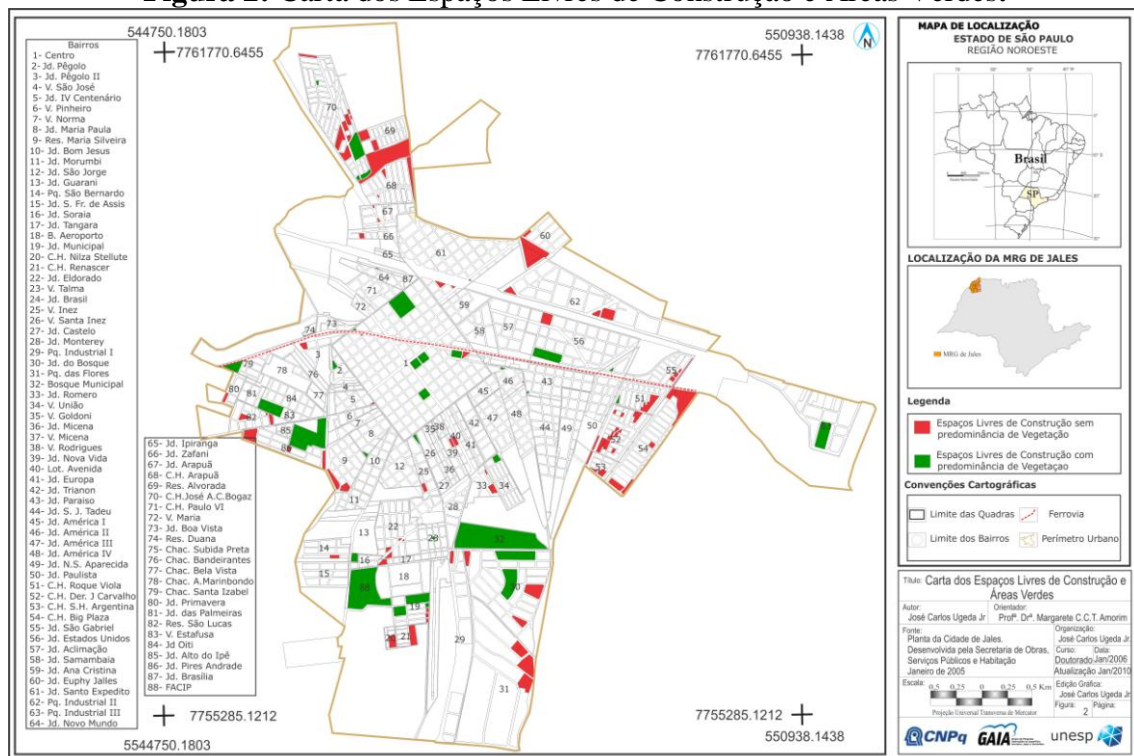 Figura 2: Carta dos Espaços Livres de Construção e Áreas Verdes.
544750.1803
7761770.6455
550938.1438
7761770.6455
N
Bairros
1- Centro
2- Jd. Pêgolo
3- Jd. Pêgolo II
4- V. São José
5- Jd. IV Centenário
6- V. Pinheiro
7- V. Norma
8- Jd. Maria Paula
9- Res. Maria Silveira
10- Jd. Bom Jesus
11- Jd. Morumbi
12- Jd. São Jorge
13- Jd. Guarani
14- Pq. São Bernardo
15- Jd. S. Fr. de Assis
16- Jd. Soraia
17- Jd. Tangara
18- B. Aeroporto
19- Jd. Municipal
20- C.H. Nilza Stellute
21- C.H. Renascer
22- Jd. Eldorado
23- V. Talma
24- Jd. Brasil
25- V. Inez
26- V. Santa Inez
27- Jd. Castelo
28- Jd. Monterey
29- Pq. Industrial I
30- Jd. do Bosque
31- Pq. das Flores
32- Bosque Municipal
33- Jd. Romero
34- V. União
35- V. Goldoni
36- Jd. Micena
37- V. Micena
38- V. Rodrigues
39- Jd. Nova Vida
40- Lot. Avenida
41- Jd. Europa
42- Jd. Trianon
43- Jd. Paraiso
44- Jd. S. J. Tadeu
45- Jd. América I
46- Jd. América II
47- Jd. América III
48- Jd. América IV
49- Jd. N.S. Aparecida
50- Jd. Paulista
51- C.H. Roque Viola
52- C.H. Der. J Carvalho
53- C.H. S.H. Argentina
54- C.H. Big Plaza
55- Jd. São Gabriel
56- Jd. Estados Unidos
57- Jd. Aclimação
58- Jd. Samambaia
59- Jd. Ana Cristina
60- Jd. Euphy Jalles
61- Jd. Santo Expedito
62- Pq. Industrial II
63- Pq. Industrial III
64- Jd. Novo Mundo
65- Jd. Ipiranga
66- Jd. Zafani
67- Jd. Arapuã
68- C.H. Arapuã
69- Res. Alvorada
70- C.H.José A.C.Bogaz
71- C.H. Paulo VI
72- V. Maria
73- Jd. Boa Vista
74- Res. Duana
75- Chac. Subida Preta
76- Chac. Bandeirantes
77- Chac. Bela Vista
78- Chac. A.Marinbondo
79- Chac. Santa Izabel
80- Jd. Primavera
81- Jd. das Palmeiras
82- Res. São Lucas
83- V. Estafusa
84- Jd Oiti
85- Jd. Alto do Ipê
86- Jd. Pires Andrade
87- Jd. Brasília
88- FACIP
7755285.1212
5544750.1803
7755285.1212
550938.1438
MAPA DE LOCALIZAÇÃO
ESTADO DE SÃO PAULO
REGIÃO NOROESTE
Brasil
SP
LOCALIZAÇÃO DA MRG DE JALES
MRG de Jales
Legenda
Espaços Livres de Construção sem
predominância de Vegetação
Espaços Livres de Construção com
predominância de Vegetaçao
Convenções Cartográficas
Limite das Quadras
Ferrovia
Limite dos Bairros
Perímetro Urbano
Título: Carta dos Espaços Livres de Construção e
Áreas Verdes
Autor:
José Carlos Ugeda Jr
Orientador:
Profª. Drª. Margarete C.C.T. Amorim
Fonte:
Planta da Cidade de Jales.
Desenvolvida pela Secretaria de Obras,
Serviços Públicos e Habitação
Janeiro de 2005
Organização:
José Carlos Ugeda Jr.
Curso:
Doutorado
Data:
Jan/2006
Atualização Jan/2010
Escala:
0,5 0,25 0 0,25 0,5 Km
Projeção Universal Transversa de Mercator
Edição Gráfica:
José Carlos Ugeda Jr.
Figura:
2
Página:
CNPq
GAIA
unesp